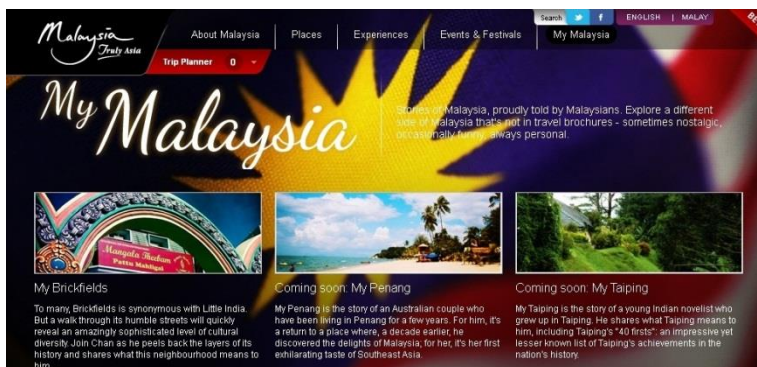 Search
ENGLISH | MALAY
Malaysia
Truly Asia
About Malaysia
Places
Experiences
Events & Festivals
My Malaysia
Trip Planner 0
My Malaysia
Stories of Malaysia, proudly told by Malaysians. Explore a different
side of Malaysia that's not in travel brochures - sometimes nostalgic,
occasionally funny, always personal.
Mangala Theebam
Pattu Mahligai
My Brickfields
To many, Brickfields is synonymous with Little India.
But a walk through its humble streets will quickly
reveal an amazingly sophisticated level of cultural
diversity. Join Chan as he peels back the layers of its
history and shares what this neighbourhood means to
him.
Coming soon: My Penang
My Penang is the story of an Australian couple who
have been living in Penang for a few years. For him, it's
a return to a place where, a decade earlier, he
discovered the delights of Malaysia; for her, it's her first
exhilarating taste of Southeast Asia.
Coming soon: My Taiping
My Taiping is the story of a young Indian novelist who
grew up in Taiping. He shares what Taiping means to
him, including Taiping's "40 firsts": an impressive yet
lesser known list of Taiping's achievements in the
nation's history.